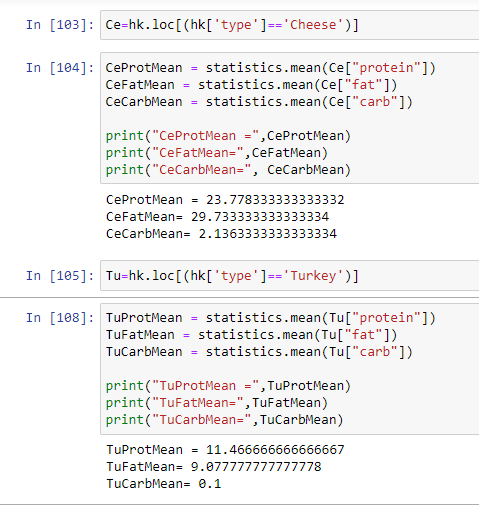 In [103]: Ce=hk.loc[(hk['type']=='Cheese')]
In [104]: CeProtMean = statistics.mean(Ce["protein"])
CeFatMean = statistics.mean(Ce["fat"])
CeCarbMean = statistics.mean(Ce["carb"])
print("CeProtMean =",CeProtMean)
print("CeFatMean=",CeFatMean)
print("CeCarbMean=", CeCarbMean)
CeProtMean = 23.778333333333332
CeFatMean= 29.733333333333334
CeCarbMean= 2.1363333333333334
In [105]: Tu=hk.loc[(hk['type']=='Turkey')]
In [108]: TuProtMean = statistics.mean(Tu["protein"])
TuFatMean = statistics.mean(Tu["fat"])
TuCarbMean = statistics.mean(Tu["carb"])
print("TuProtMean =",TuProtMean)
print("TuFatMean=",TuFatMean)
print("TuCarbMean=",TuCarbMean)
TuProtMean = 11.466666666666667
TuFatMean= 9.077777777777778
TuCarbMean= 0.1